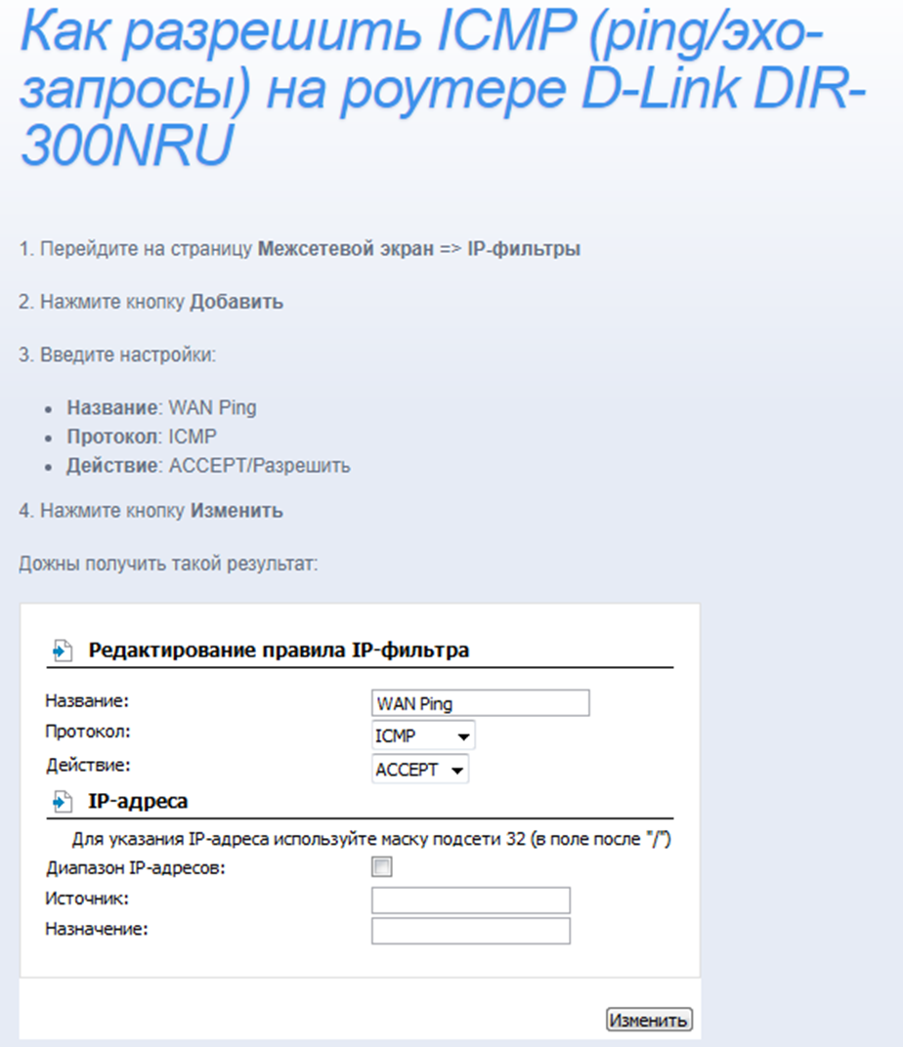 Как разрешить ICMP (ping/эхо-
запросы) на роутере D-Link DIR-
300NRU
1. Перейдите на страницу Межсетевой экран => IP-фильтры
2. Нажмите кнопку Добавить
3. Введите настройки:
• Название: WAN Ping
• Протокол: ICMP
• Действие: ACCEPT/Разрешить
4. Нажмите кнопку Изменить
Дожны получить такой результат:
Редактирование правила IP-фильтра
Название: WAN Ping
Протокол: ICMP
Действие: ACCEPT
IP-адреса
Для указания IP-адреса используйте маску подсети 32 (в поле после "/")
Диапазон IP-адресов:
Источник:
Назначение:
Изменить